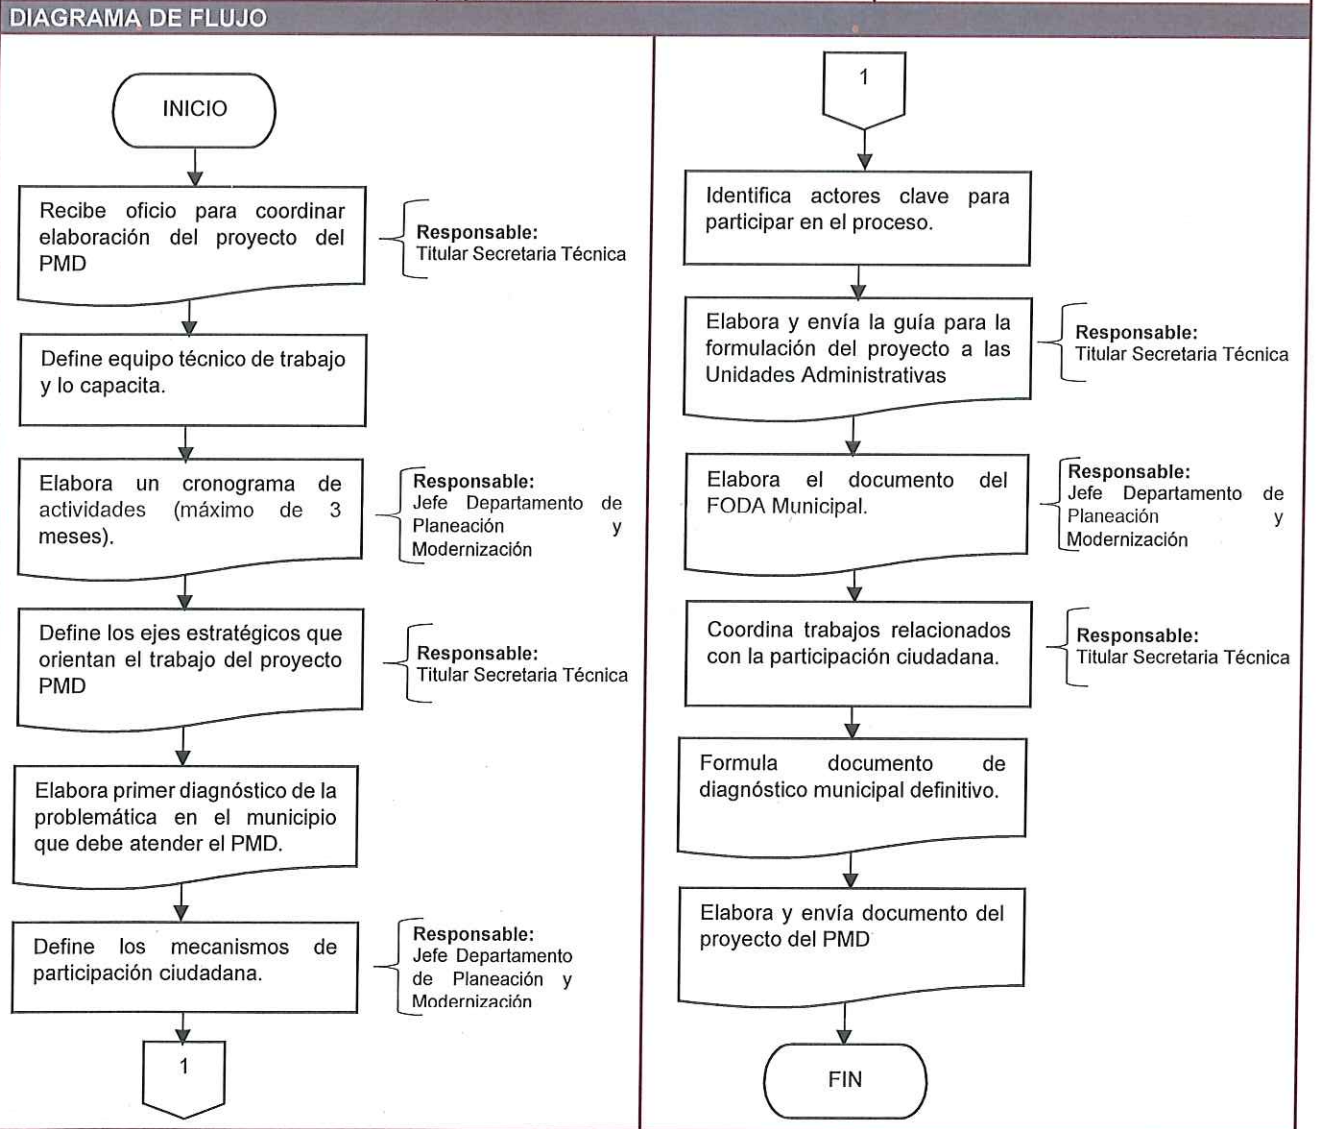 DIAGRAMA DE FLUJO
INICIO
Recibe oficio para coordinar
elaboración del proyecto del
PMD
Responsable:
Titular Secretaria Técnica
Define equipo técnico de trabajo
y lo capacita.
Elabora un cronograma de
actividades (máximo de 3
meses).
Responsable:
Jefe Departamento de
Planeación y
Modernización
Define los ejes estratégicos que
orientan el trabajo del proyecto
PMD
Responsable:
Titular Secretaria Técnica
Elabora primer diagnóstico de la
problemática en el municipio
que debe atender el PMD.
Define los mecanismos de
participación ciudadana.
Responsable:
Jefe Departamento
de Planeación y
Modernización
1
1
Identifica actores clave para
participar en el proceso.
Elabora y envía la guía para la
formulación del proyecto a las
Unidades Administrativas
Responsable:
Titular Secretaria Técnica
Elabora el documento del
FODA Municipal.
Responsable:
Jefe Departamento de
Planeación y
Modernización
Coordina trabajos relacionados
con la participación ciudadana.
Responsable:
Titular Secretaria Técnica
Formula documento de
diagnóstico municipal definitivo.
Elabora y envía documento del
proyecto del PMD
FIN